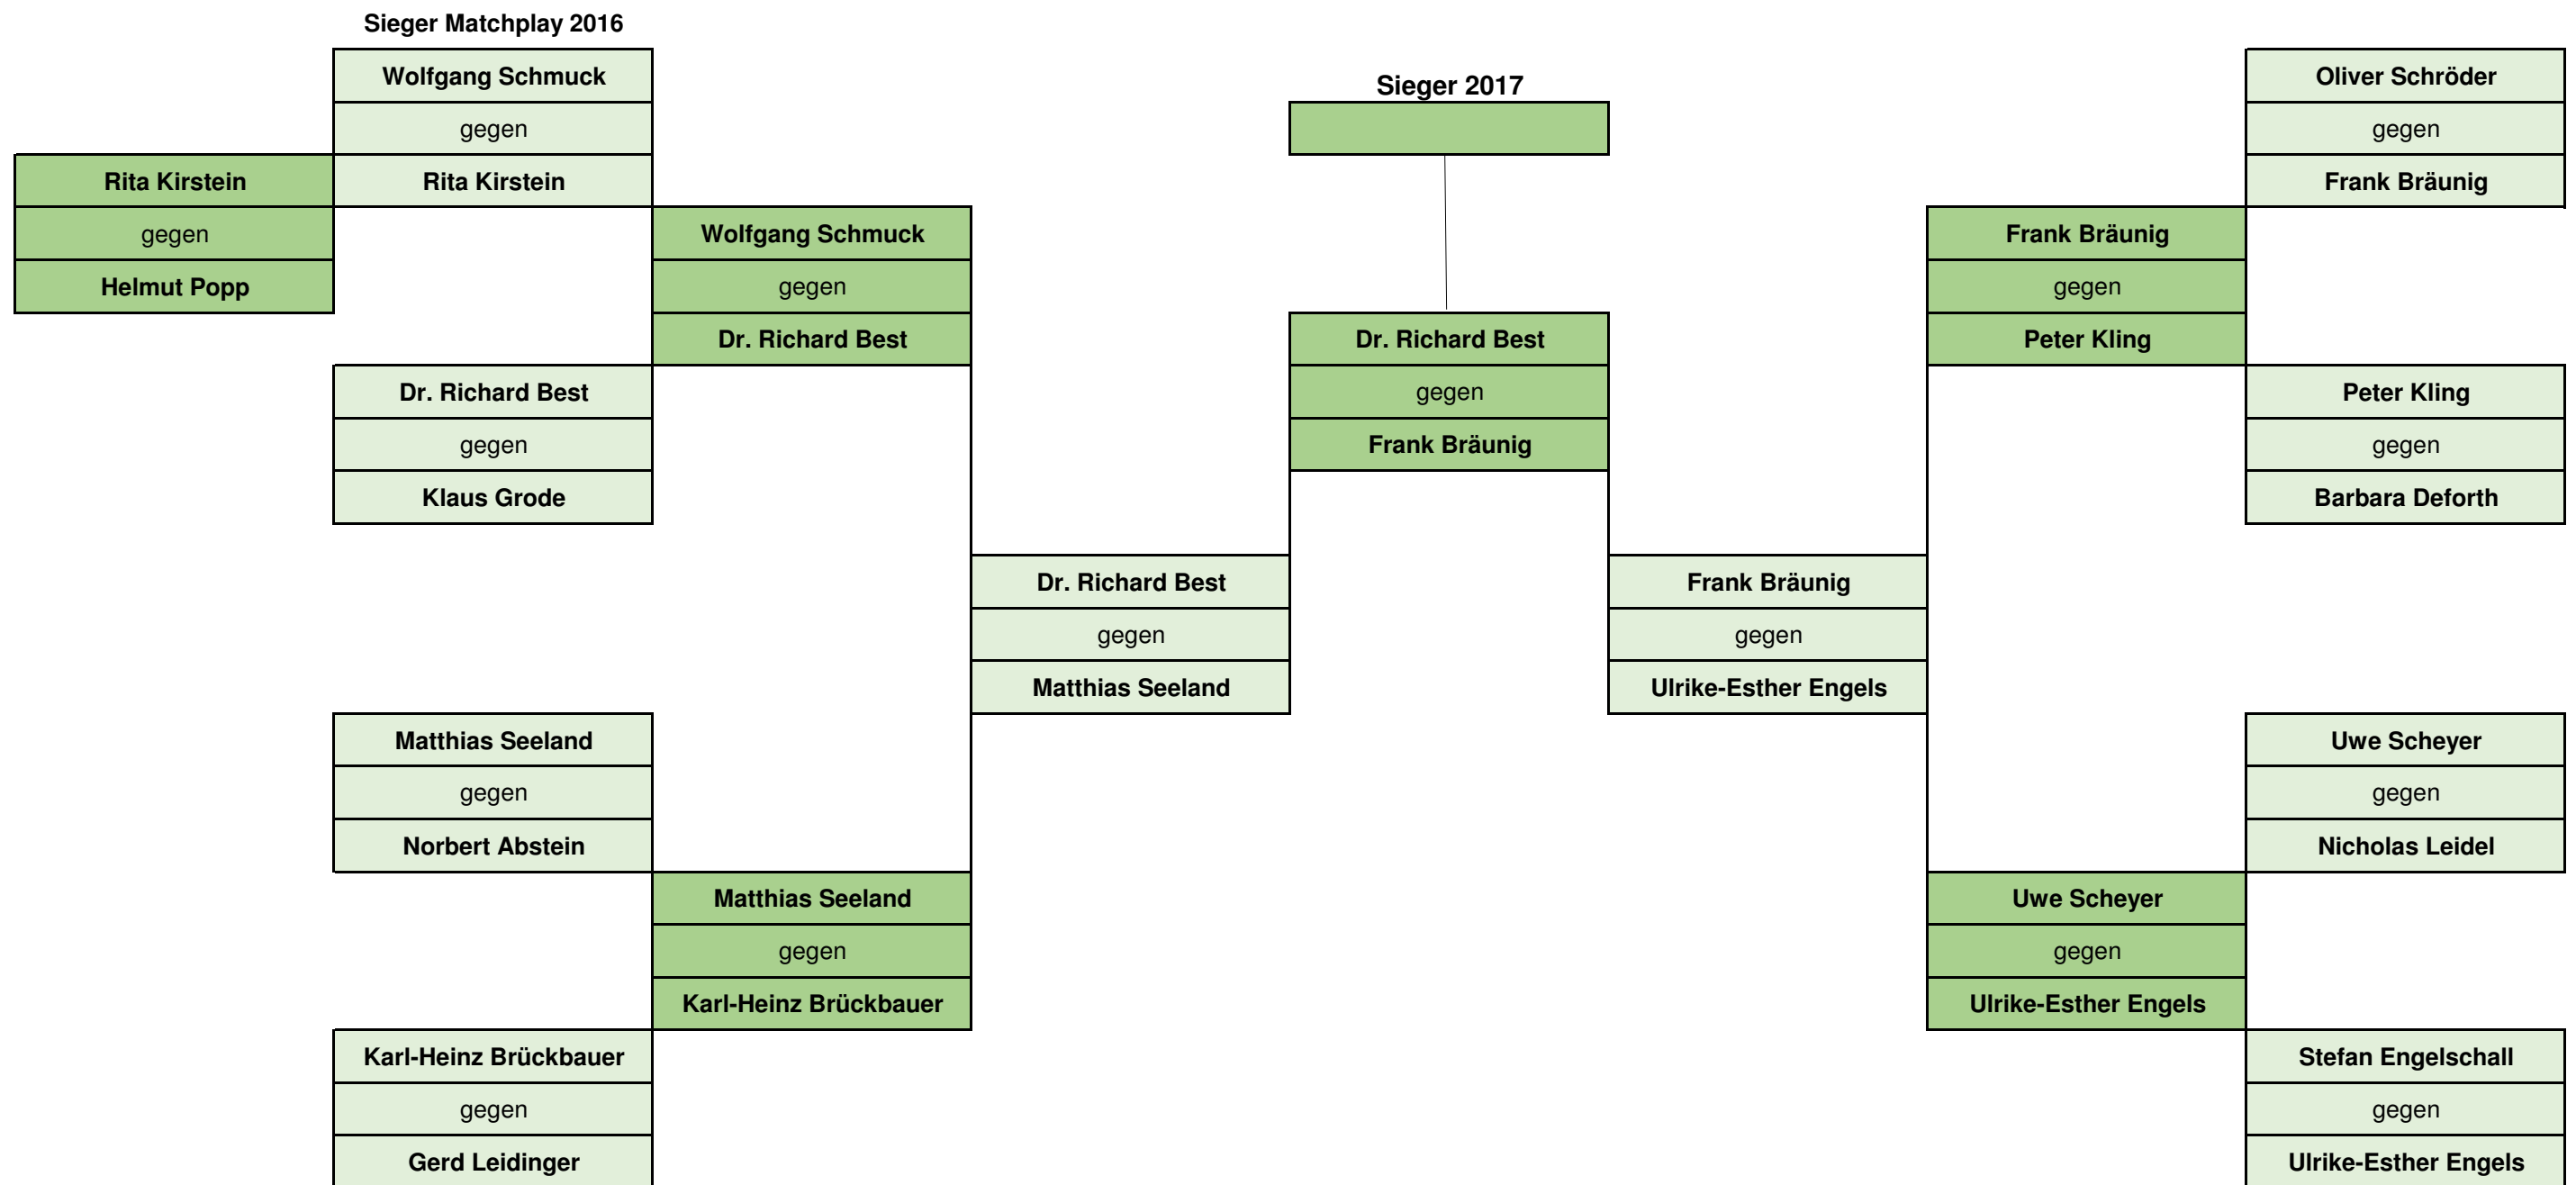 Sieger Matchplay 2016
Wolfgang Schmuck
gegen
Rita Kirstein
Rita Kirstein
gegen
Helmut Popp
Wolfgang Schmuck
gegen
Dr. Richard Best
Dr. Richard Best
gegen
Klaus Grode
Matthias Seeland
gegen
Norbert Abstein
Matthias Seeland
gegen
Karl-Heinz Brückbauer
Karl-Heinz Brückbauer
gegen
Gerd Leidinger
Dr. Richard Best
gegen
Matthias Seeland
Sieger 2017
Dr. Richard Best
gegen
Frank Bräunig
Frank Bräunig
gegen
Ulrike-Esther Engels
Frank Bräunig
gegen
Peter Kling
Uwe Scheyer
gegen
Ulrike-Esther Engels
Oliver Schröder
gegen
Frank Bräunig
Peter Kling
gegen
Barbara Deforth
Uwe Scheyer
gegen
Nicholas Leidel
Stefan Engelschall
gegen
Ulrike-Esther Engels